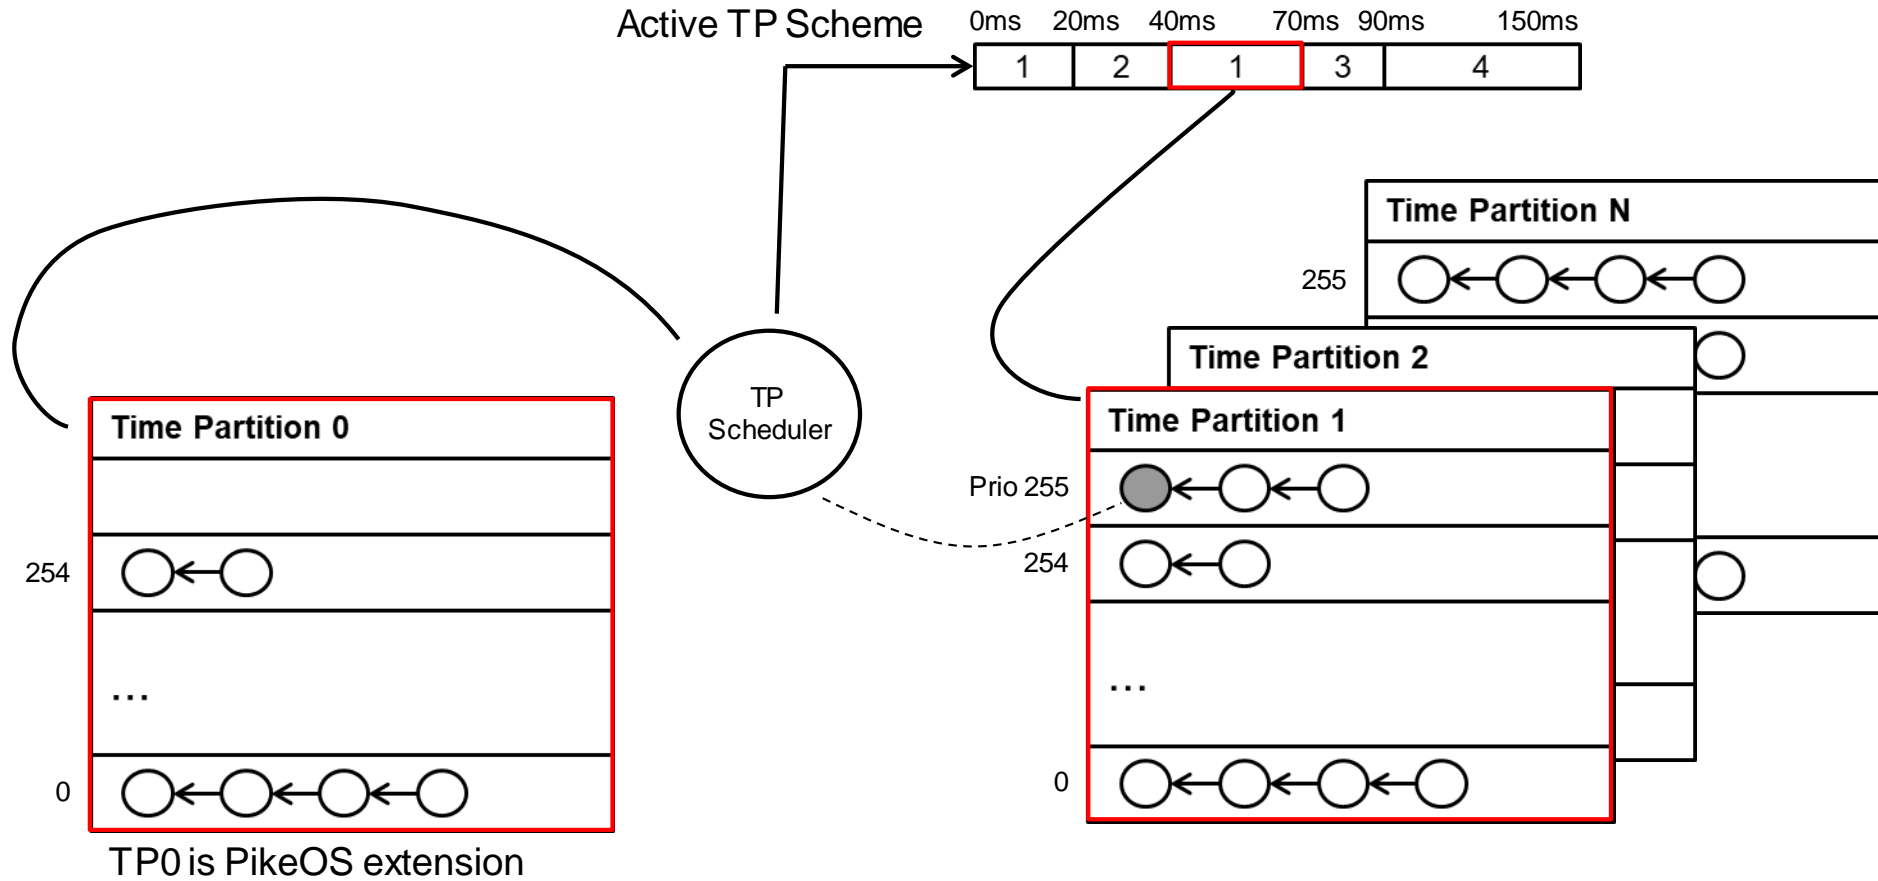 Active TP Scheme
0ms 20ms 40ms 70ms 90ms 150ms
1 2 1 3 4
Time Partition N
255
Time Partition 2
TP
Scheduler
Time Partition 0
254
...
0
TP0 is PikeOS extension
Time Partition 1
Prio 255
254
...
0